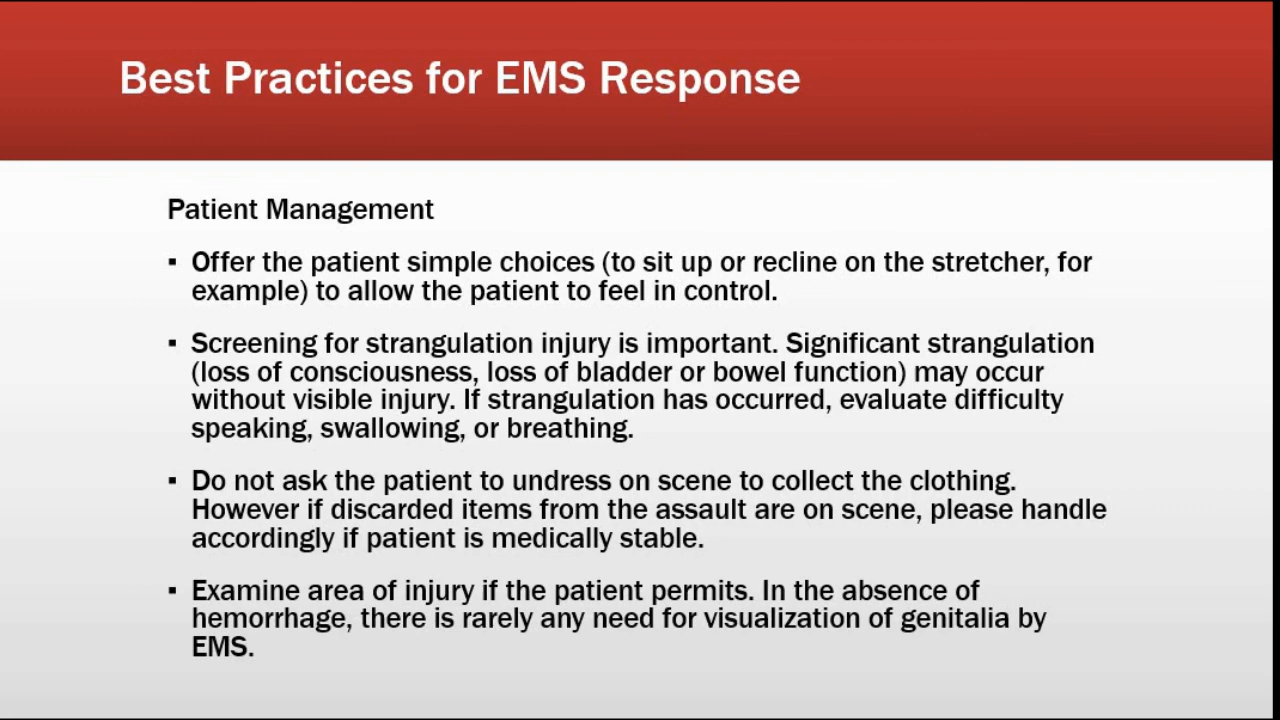 Best Practices for EMS Response
Patient Management
▪ Offer the patient simple choices (to sit up or recline on the stretcher, for
example) to allow the patient to feel in control.
▪ Screening for strangulation injury is important. Significant strangulation
(loss of consciousness, loss of bladder or bowel function) may occur
without visible injury. If strangulation has occurred, evaluate difficulty
speaking, swallowing, or breathing.
▪ Do not ask the patient to undress on scene to collect the clothing.
However if discarded items from the assault are on scene, please handle
accordingly if patient is medically stable.
▪ Examine area of injury if the patient permits. In the absence of
hemorrhage, there is rarely any need for visualization of genitalia by
EMS.